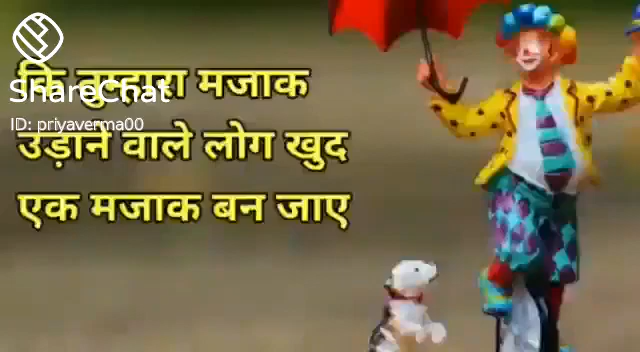 कि तुम्हारा मजाक
ShareChat
ID: priyaverma00
उड़ाने वाले लोग खुद
एक मजाक बन जाए